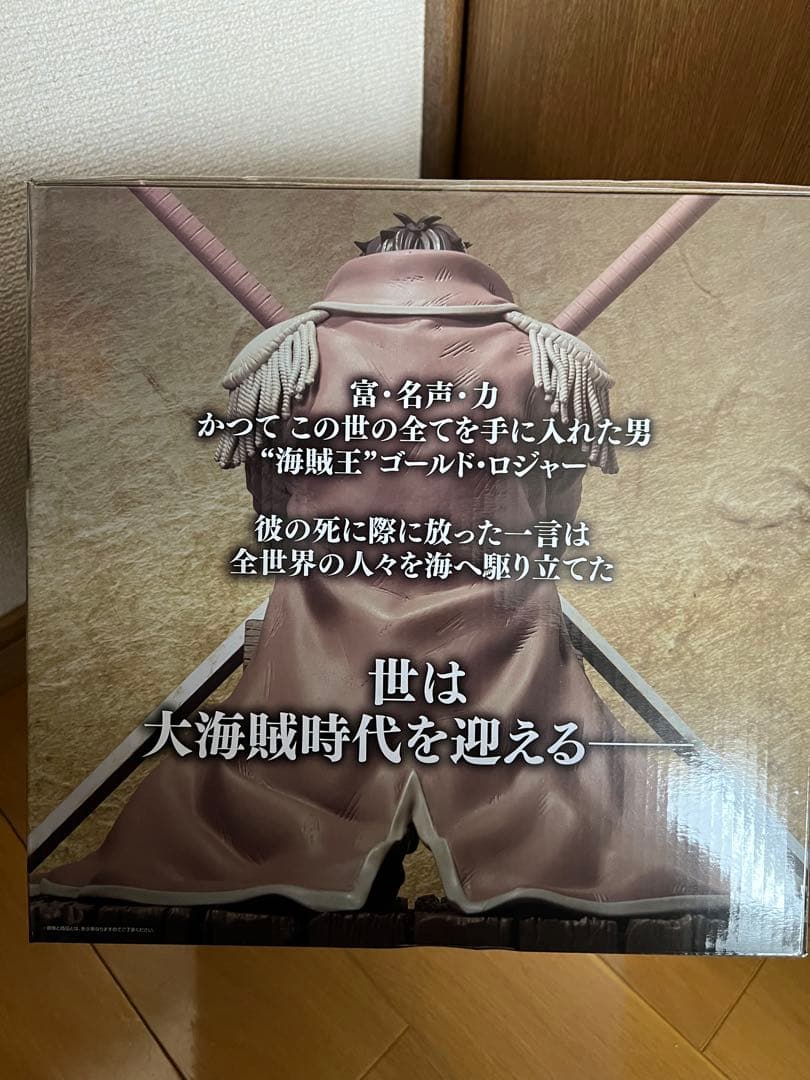 富・名声・力
かつて この世の全てを手に入れた男
“海賊王”ゴールド・ロジャー
彼の死に際に放った一言は
全世界の人々を海へ駆り立てた
世は
大海賊時代を迎える――